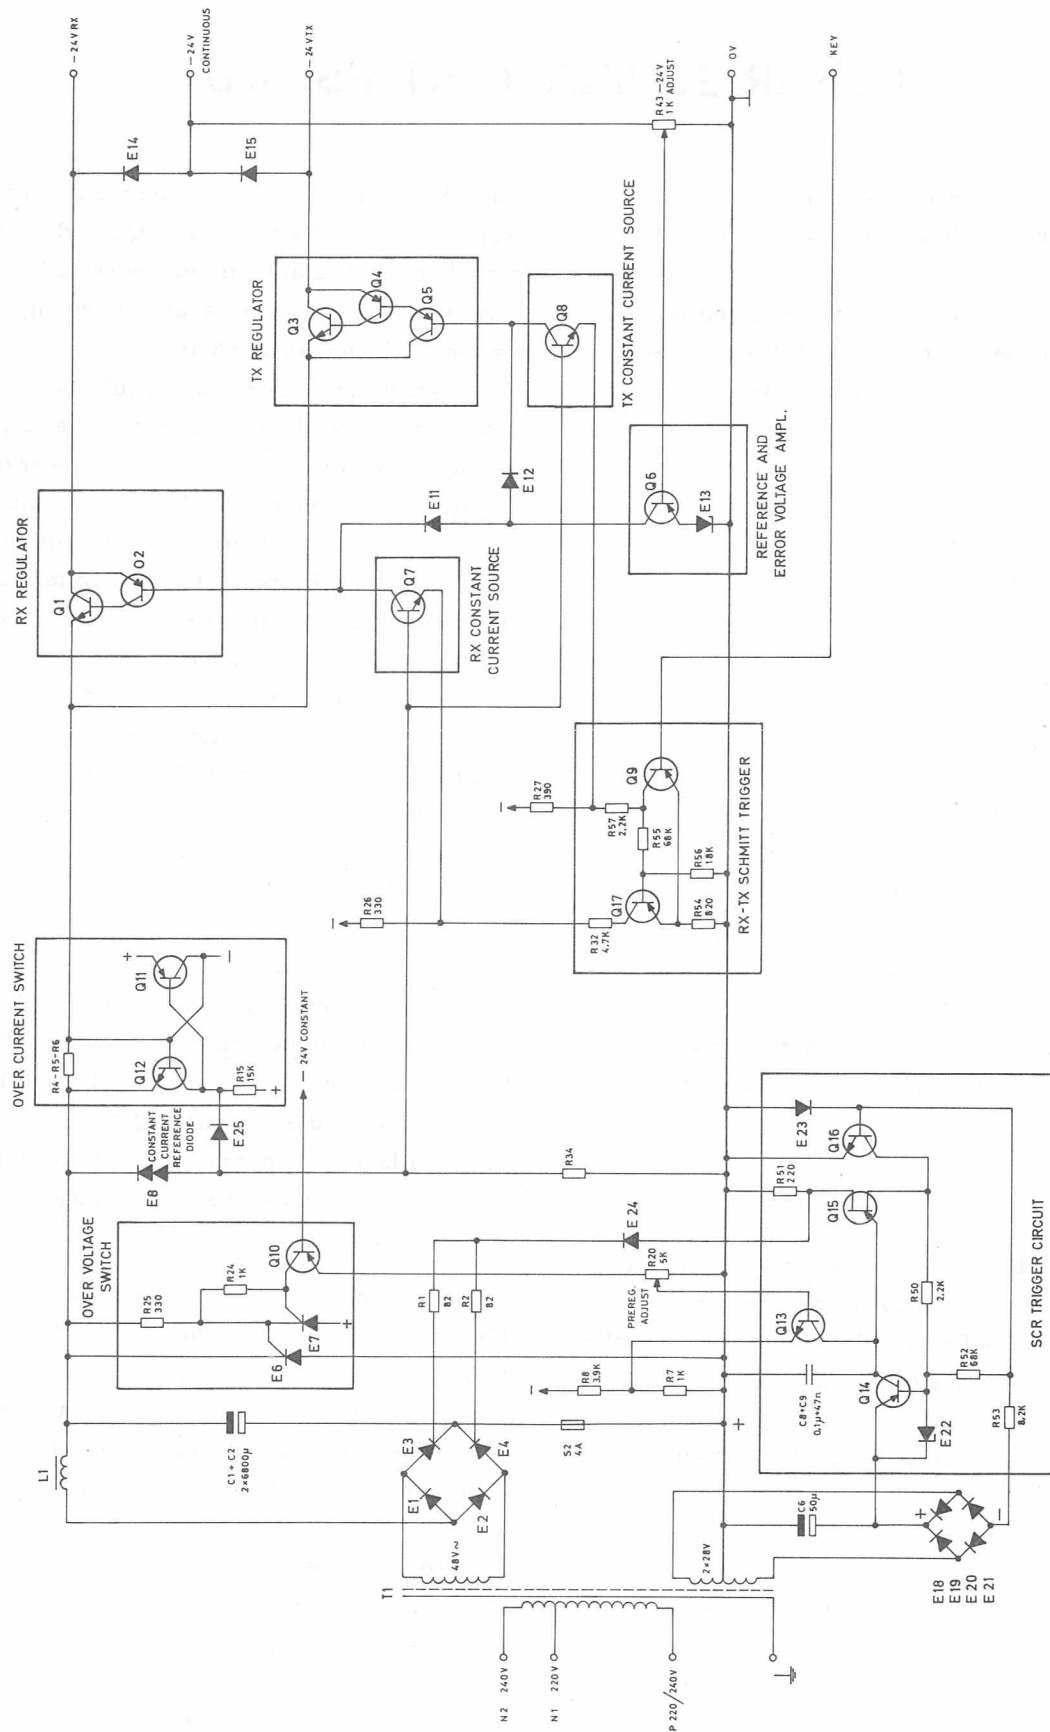 -24V RX
-24V
CONTINUOUS
-24V TX
0V
KEY
E14
E15
R43 -24V
1K ADJUST
RX REGULATOR
Q1
O2
TX REGULATOR
Q3
Q4
Q5
TX CONSTANT CURRENT SOURCE
Q8
RX CONSTANT
CURRENT SOURCE
Q7
E11
E12
REFERENCE AND
ERROR VOLTAGE AMPL.
Q6
E13
RX-TX SCHMITT TRIGGER
Q9
Q17
R27
390
R57
2,2K
R55
68K
R56
18K
R54
820
R32
4,7K
R26
330
OVER CURRENT SWITCH
R4-R5-R6
Q12
Q11
+
-
R15
15K
+
E25
E8
CONSTANT
CURRENT
REFERENCE
DIODE
R34
-24V CONSTANT
OVER VOLTAGE
SWITCH
R25
330
R24
1K
Q10
E6
E7
+
R1
82
R2
82
E24
R20
5K
PREREG.
ADJUST
R8
3.9K
R7
1K
L1
C1+C2
2x6800µ
S2
4A
E1
E2
E3
E4
+
SCR TRIGGER CIRCUIT
E23
Q16
R51
220
Q15
Q13
R50
2,2K
C8+C9
0,1µ+47n
Q14
R52
68K
R53
8,2K
E22
C6
50µ
+
-
E18
E19
E20
E21
T1
48V~
2x28V
N2 240V
N1 220V
P 220/240V